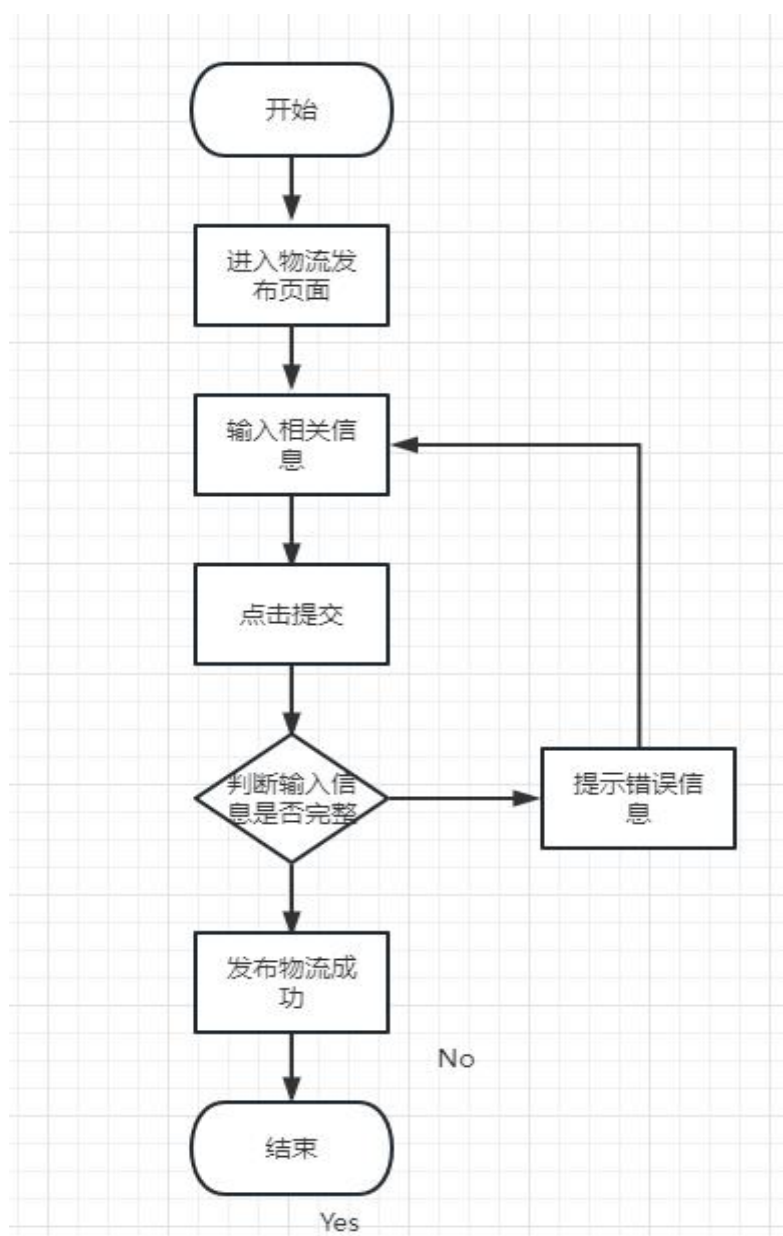 开始
进入物流发
布页面
输入相关信
息
点击提交
判断输入信
息是否完整
提示错误信
息
发布物流成
功
No
结束
Yes